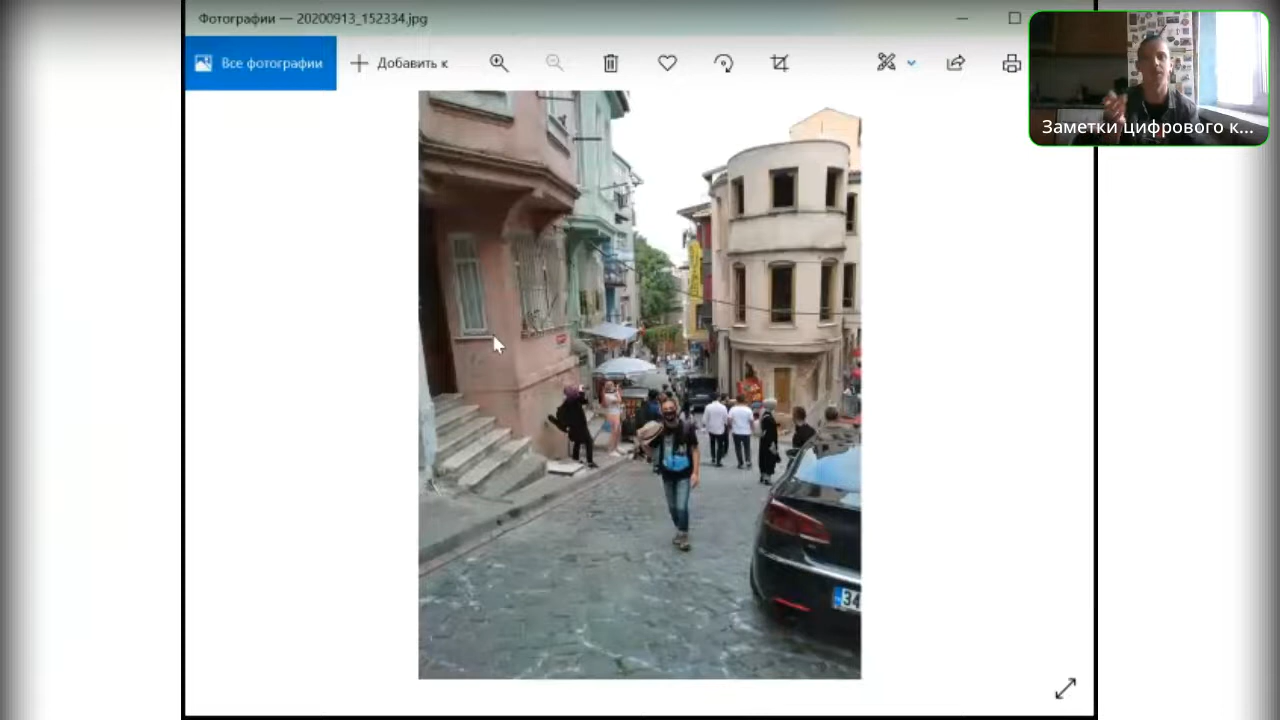 Фотографии — 20200913_152334.jpg
Все фотографии
Добавить к
Заметки цифрового к...
34